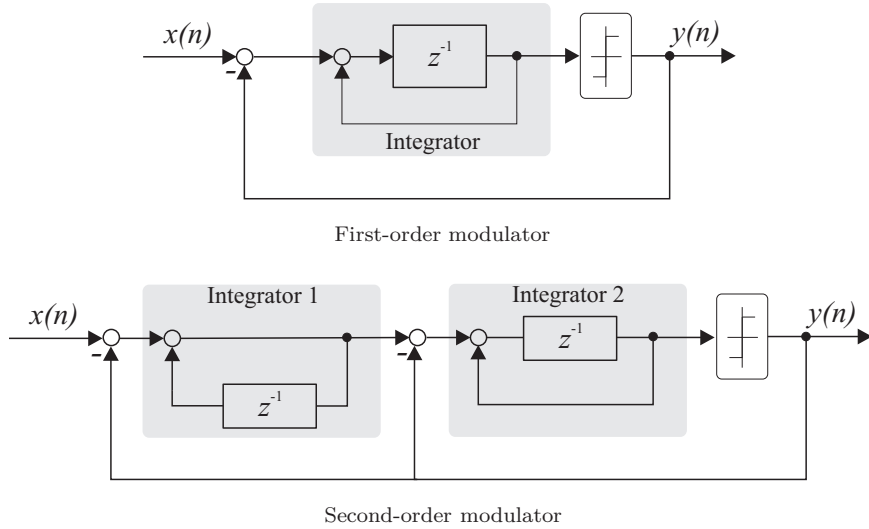 x(n)
y(n)
-
z⁻¹
Integrator
First-order modulator
Integrator 1
Integrator 2
x(n)
y(n)
-
-
z⁻¹
z⁻¹
Second-order modulator